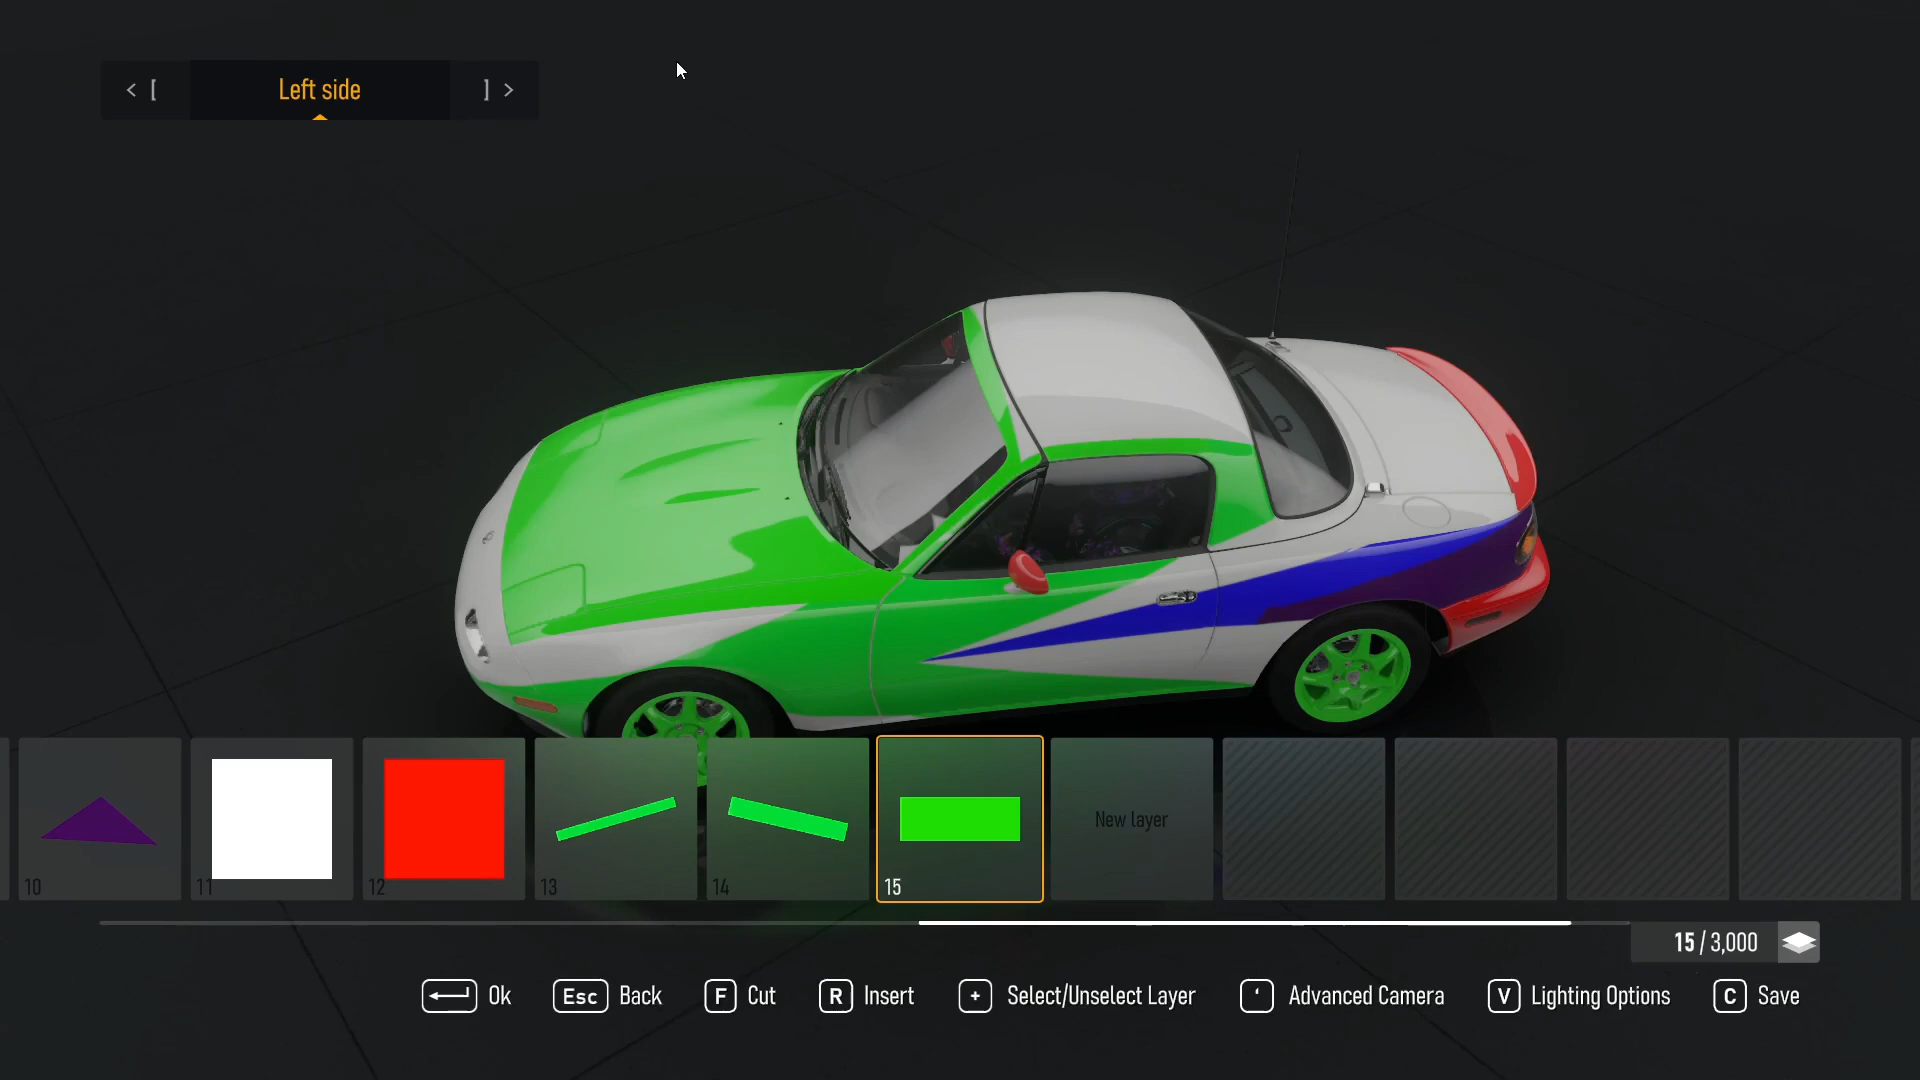 < [ Left side ] >
10 11 12 13 14 15 New layer
15 / 3,000
Ok Esc Back F Cut R Insert + Select/Unselect Layer ‘ Advanced Camera V Lighting Options C Save